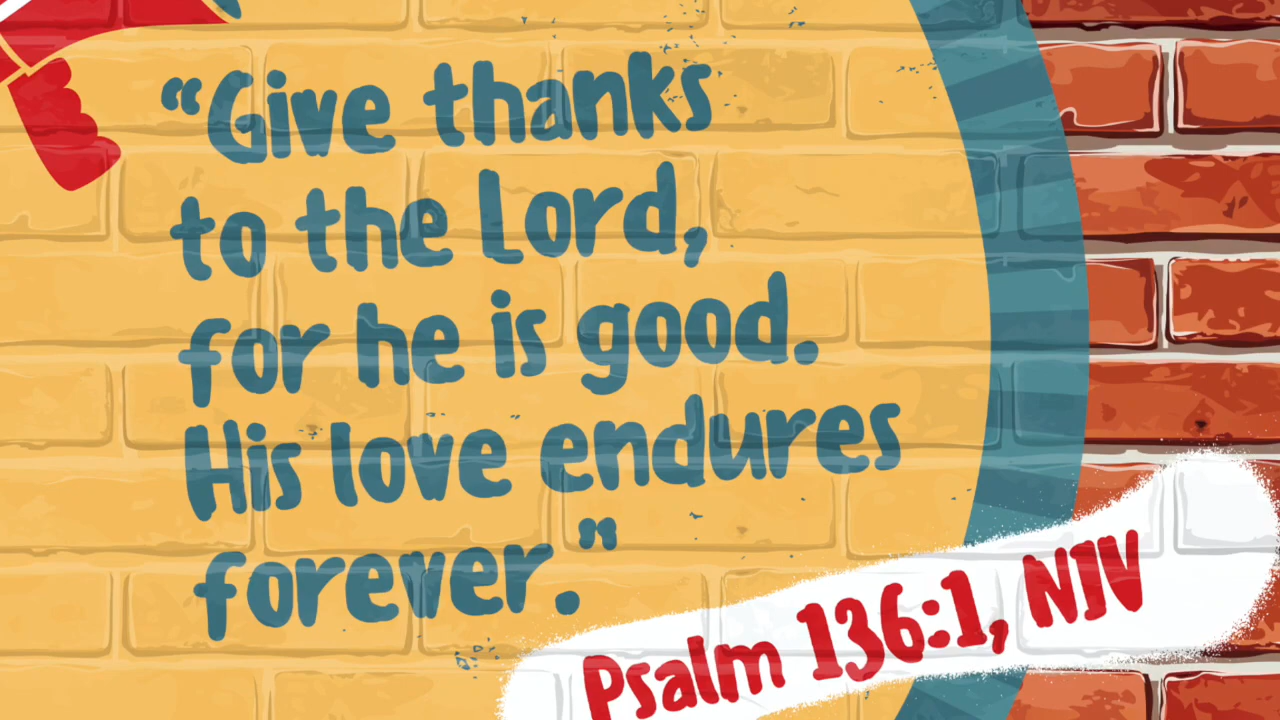 “Give thanks
to the Lord,
for he is good.
His love endures
forever.”
Psalm 136:1, NIV